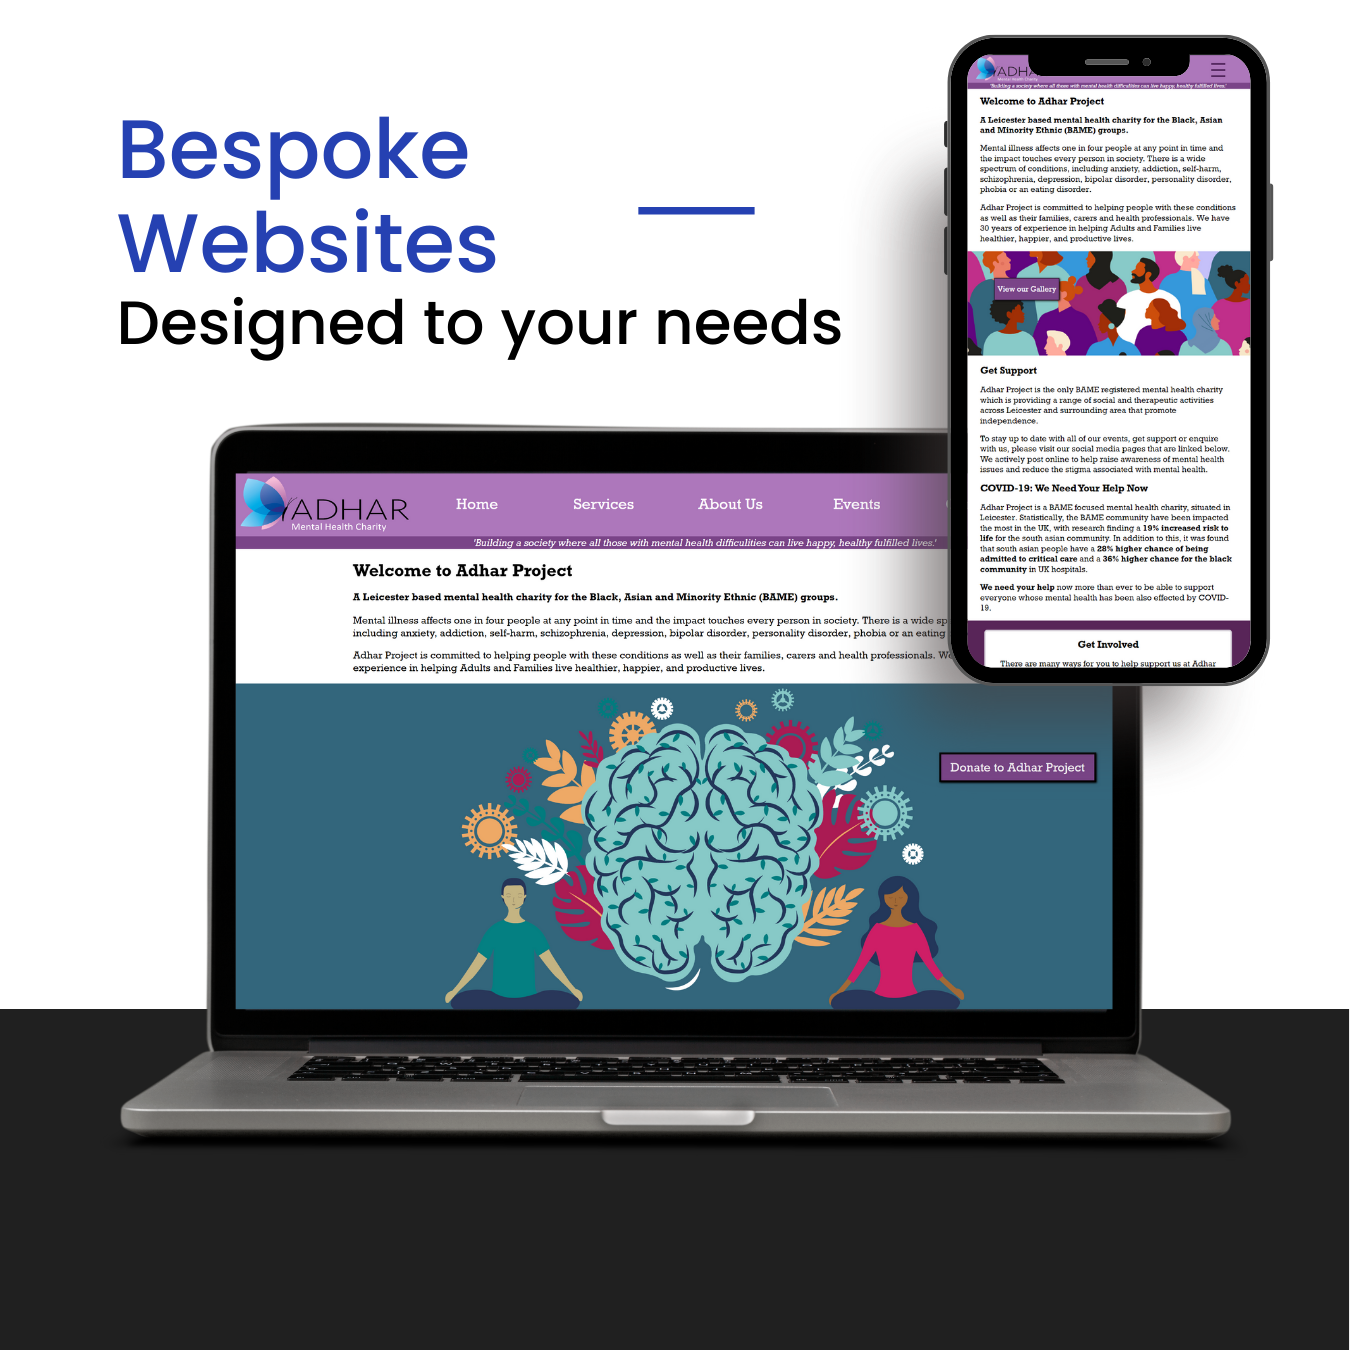 Bespoke
Websites
Designed to your needs
ADHAR
Mental Health Charity
Home
Services
About Us
Events
'Building a society where all those with mental health difficulities can live happy, healthy fulfilled lives.'
Welcome to Adhar Project
A Leicester based mental health charity for the Black, Asian and Minority Ethnic (BAME) groups.
Mental illness affects one in four people at any point in time and the impact touches every person in society. There is a wide sp
including anxiety, addiction, self-harm, schizophrenia, depression, bipolar disorder, personality disorder, phobia or an eating
Adhar Project is committed to helping people with these conditions as well as their families, carers and health professionals. We
experience in helping Adults and Families live healthier, happier, and productive lives.
Donate to Adhar Project
ADHA
Mental Health Charity
'Building a society where all those with mental health difficulities can live happy, healthy fulfilled lives.'
Welcome to Adhar Project
A Leicester based mental health charity for the Black, Asian
and Minority Ethnic (BAME) groups.
Mental illness affects one in four people at any point in time and
the impact touches every person in society. There is a wide
spectrum of conditions, including anxiety, addiction, self-harm,
schizophrenia, depression, bipolar disorder, personality disorder,
phobia or an eating disorder.
Adhar Project is committed to helping people with these conditions
as well as their families, carers and health professionals. We have
30 years of experience in helping Adults and Families live
healthier, happier, and productive lives.
View our Gallery
Get Support
Adhar Project is the only BAME registered mental health charity
which is providing a range of social and therapeutic activities
across Leicester and surrounding area that promote
independence.
To stay up to date with all of our events, get support or enquire
with us, please visit our social media pages that are linked below.
We actively post online to help raise awareness of mental health
issues and reduce the stigma associated with mental health.
COVID-19: We Need Your Help Now
Adhar Project is a BAME focused mental health charity, situated in
Leicester. Statistically, the BAME community have been impacted
the most in the UK, with research finding a 19% increased risk to
life for the south asian community. In addition to this, it was found
that south asian people have a 28% higher chance of being
admitted to critical care and a 36% higher chance for the black
community in UK hospitals.
We need your help now more than ever to be able to support
everyone whose mental health has been also effected by COVID-
19.
Get Involved
There are many ways for you to help support us at Adhar